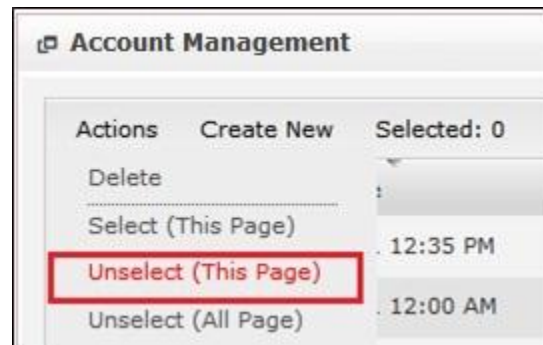 Account Management
Actions Create New Selected: 0
Delete
Select (This Page)
Unselect (This Page)
12:35 PM
Unselect (All Page)
12:00 AM